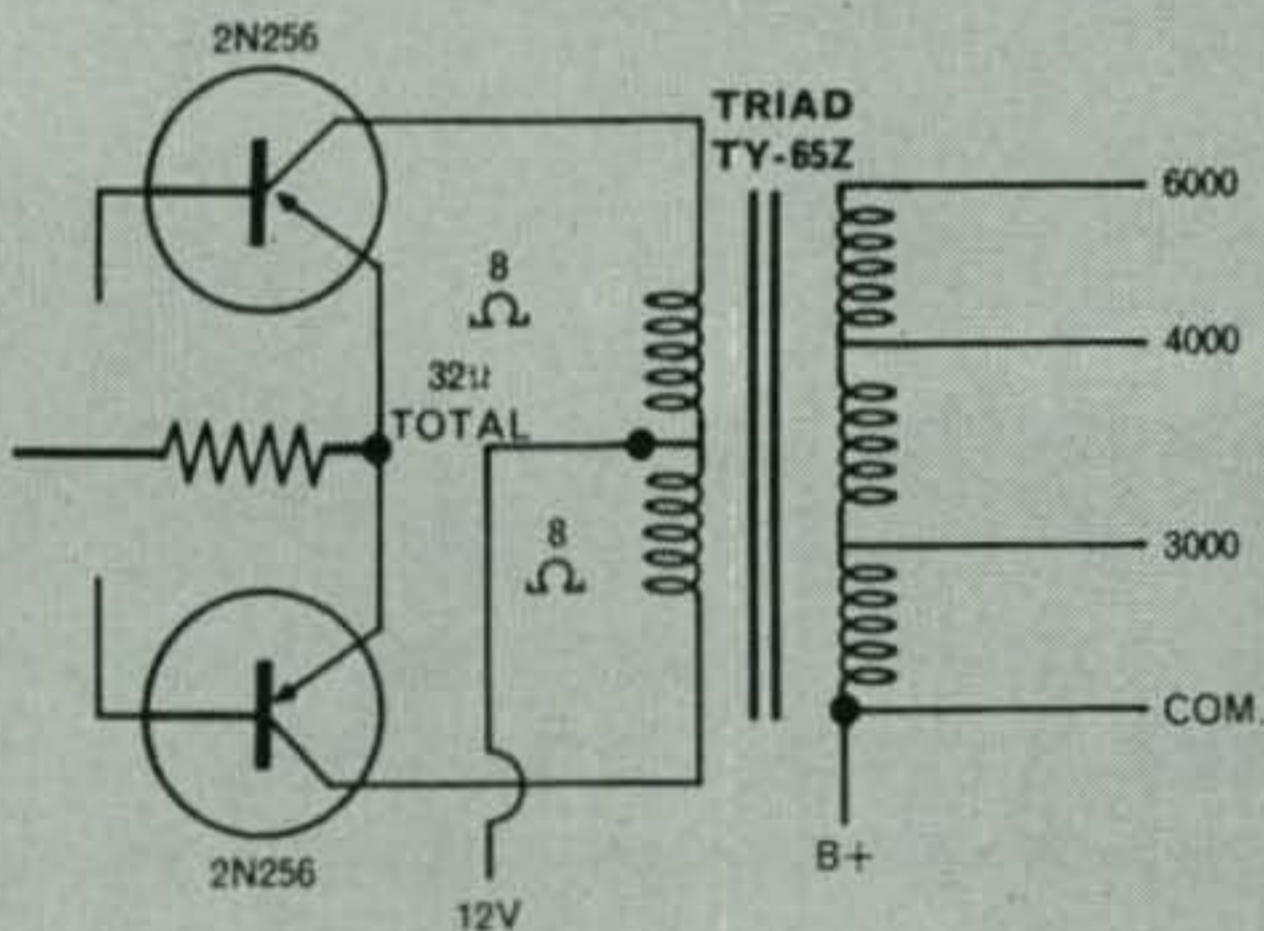 2N256
TRIAD
TY-65Z
6000
8
Ω
4000
32Ω
TOTAL
3000
8
Ω
COM.
B+
2N256
12V